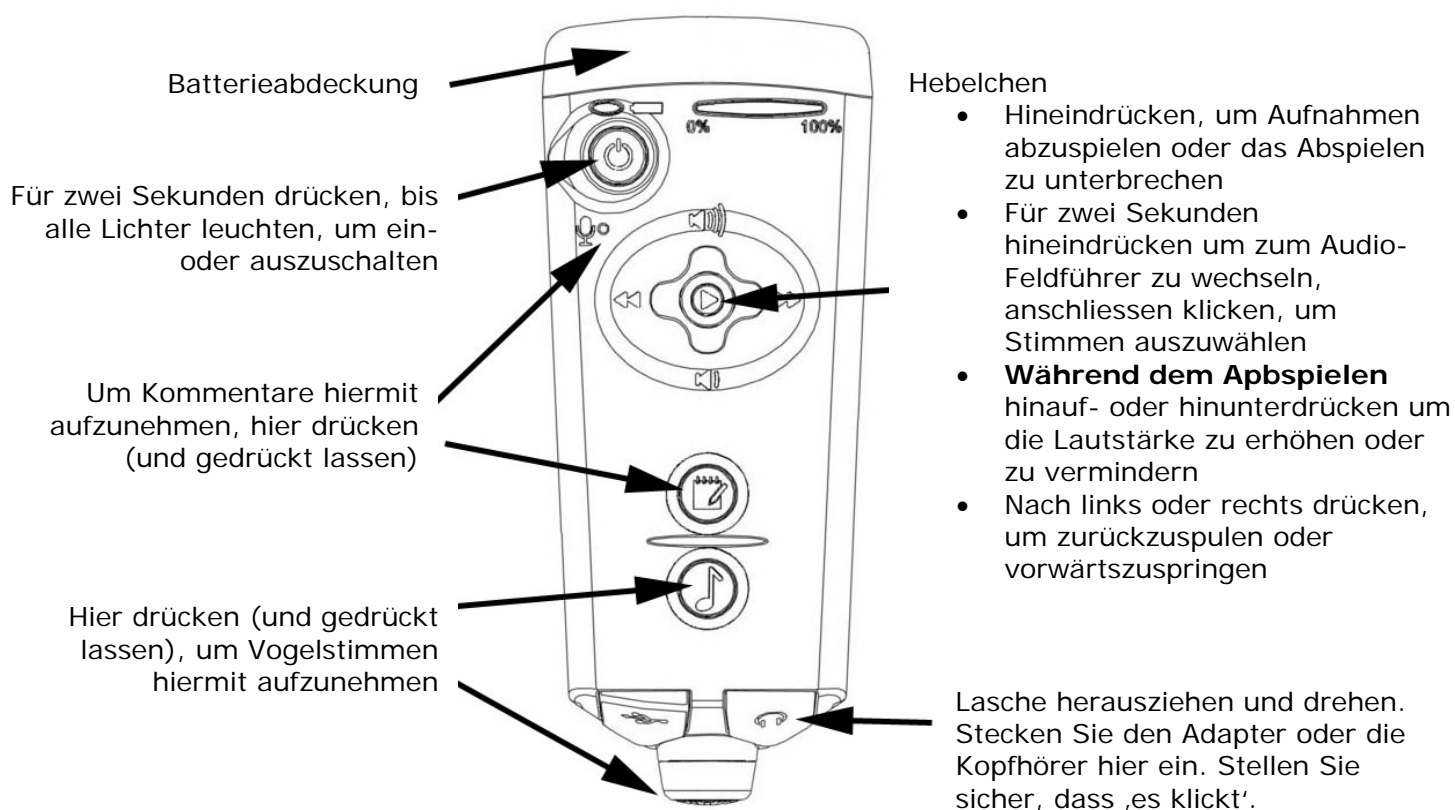 Batterieabdeckung
Für zwei Sekunden drücken, bis
alle Lichter leuchten, um ein-
oder auszuschalten
Um Kommentare hiermit
aufzunehmen, hier drücken
(und gedrückt lassen)
Hier drücken (und gedrückt
lassen), um Vogelstimmen
hiermit aufzunehmen
0% 100%
Hebelchen
• Hineindrücken, um Aufnahmen
abzuspielen oder das Abspielen
zu unterbrechen
• Für zwei Sekunden
hineindrücken um zum Audio-
Feldführer zu wechseln,
anschliessen klicken, um
Stimmen auszuwählen
• Während dem Apbspielen
hinauf- oder hinunterdrücken um
die Lautstärke zu erhöhen oder
zu vermindern
• Nach links oder rechts drücken,
um zurückzuspulen oder
vorwärtszuspringen
Lasche herausziehen und drehen.
Stecken Sie den Adapter oder die
Kopfhörer hier ein. Stellen Sie
sicher, dass ‚es klickt‘.